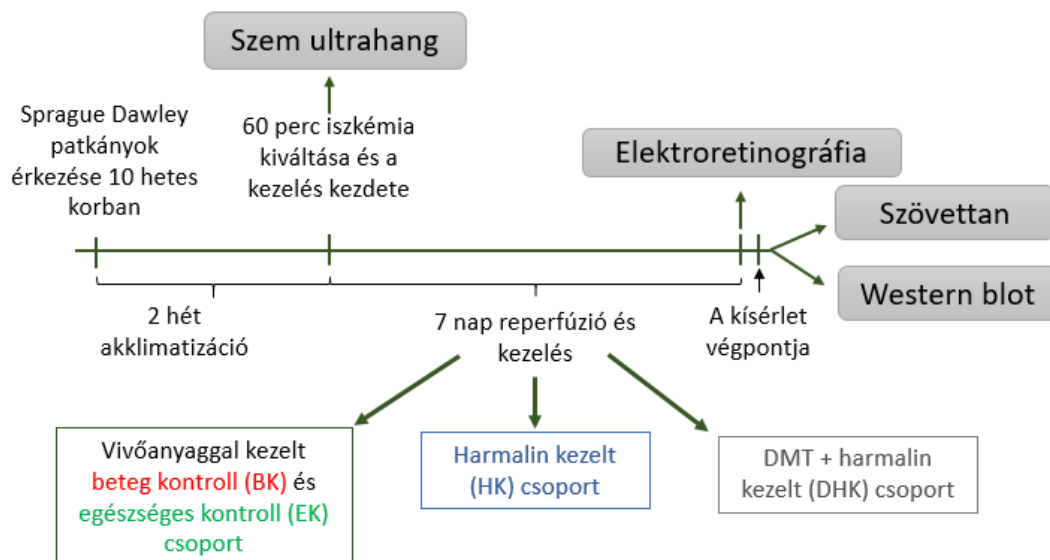 Szem ultrahang
Sprague Dawley
patkányok
érkezése 10 hetes
korban
60 perc iszkémia
kiváltása és a
kezelés kezdete
Elektroretinográfia
Szövettan
Western blot
2 hét
akklimatizáció
7 nap reperfúzió és
kezelés
A kísérlet
végpontja
Vivőanyaggal kezelt
beteg kontroll (BK) és
egészséges kontroll (EK)
csoport
Harmalin kezelt
(HK) csoport
DMT + harmalin
kezelt (DHK) csoport